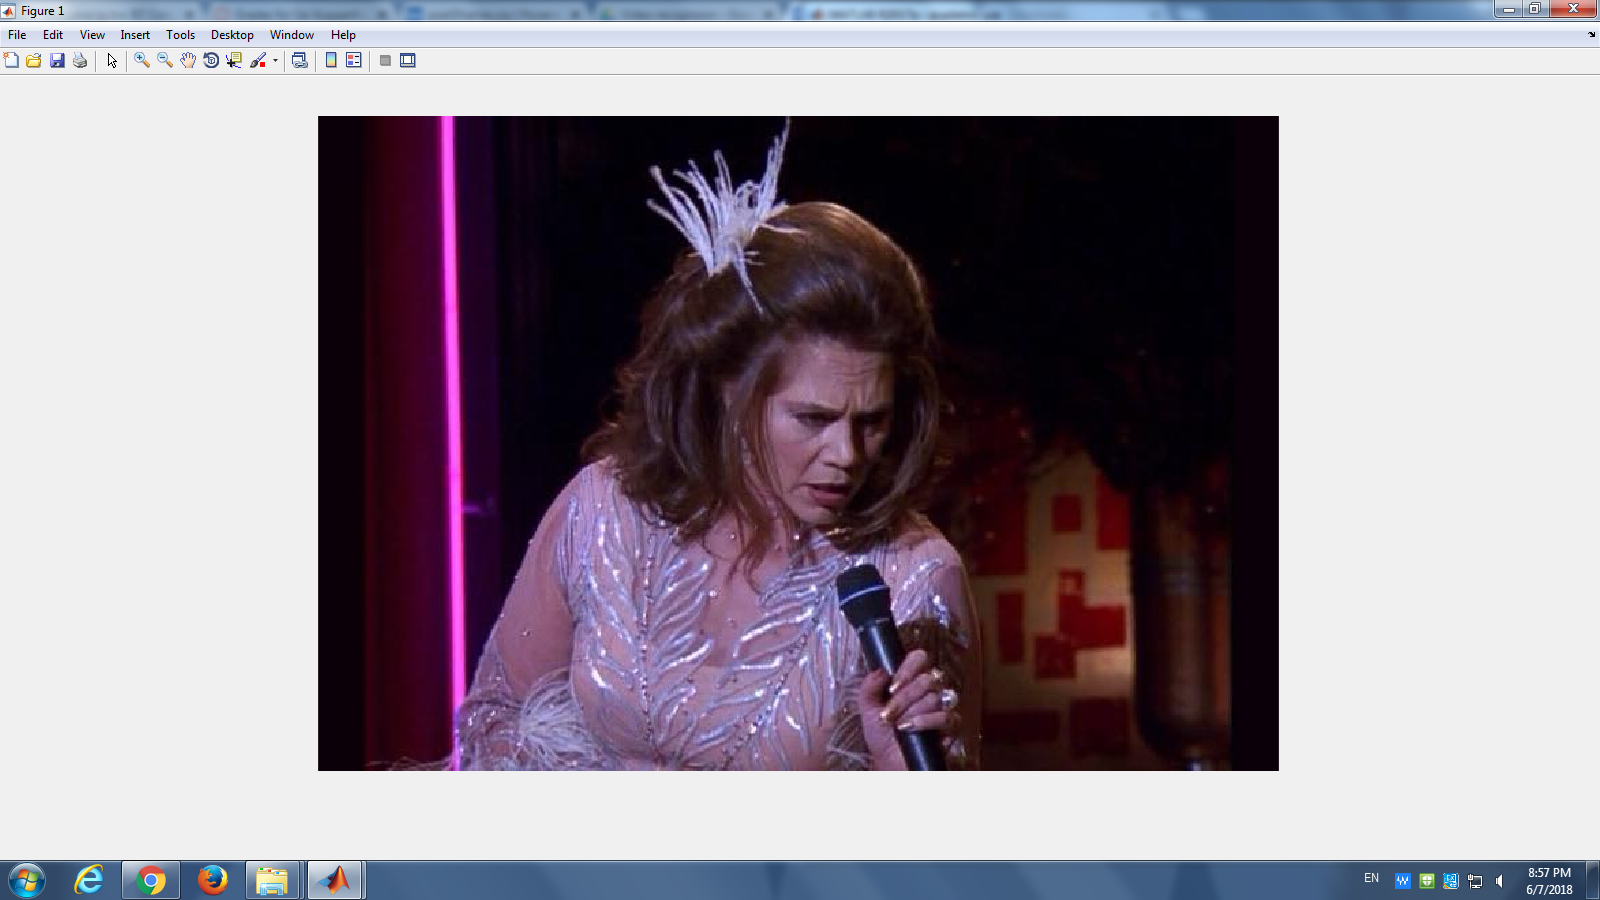 Figure 1
File Edit View Insert Tools Desktop Window Help
EN
8:57 PM
6/7/2018